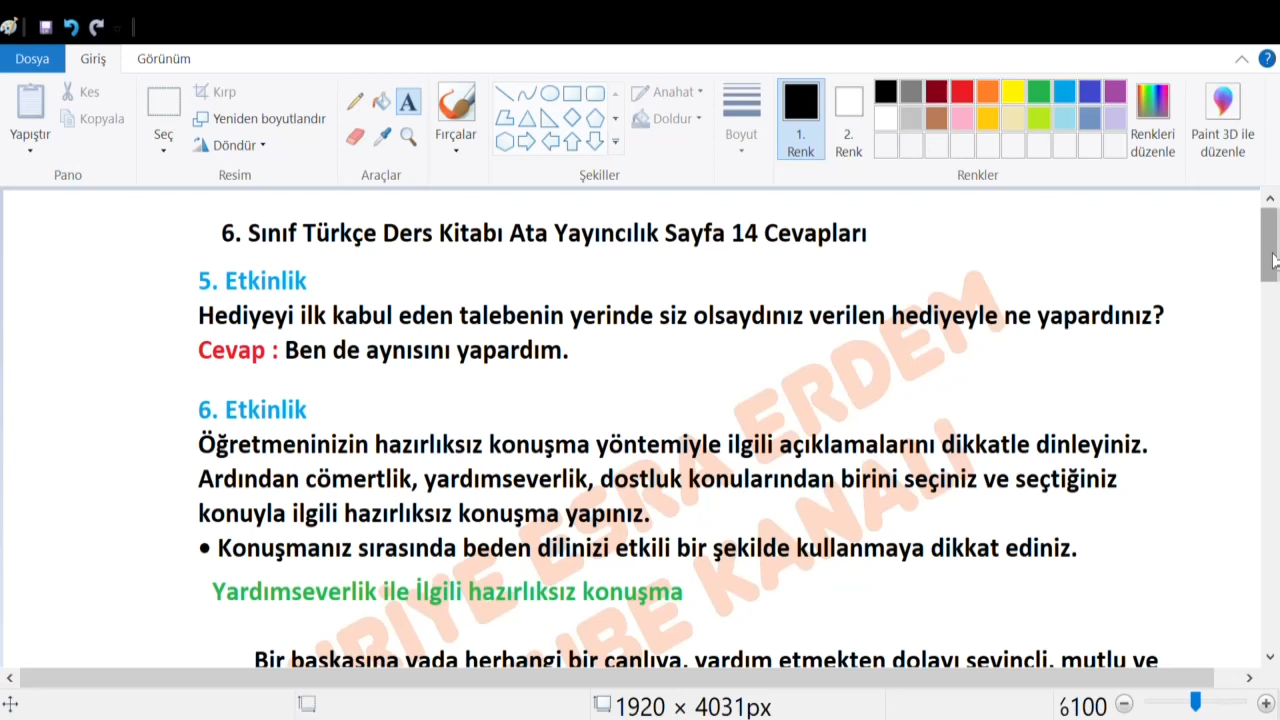 Dosya
Giriş
Görünüm
Yapıştır
Kes
Kopyala
Pano
Seç
Kırp
Yeniden boyutlandır
Döndür
Resim
A
Araçlar
Fırçalar
Şekiller
Anahat
Doldur
Boyut
1.
Renk
2.
Renk
Renkleri
düzenle
Renkler
Paint 3D ile
düzenle
6. Sınıf Türkçe Ders Kitabı Ata Yayıncılık Sayfa 14 Cevapları
5. Etkinlik
Hediyeyi ilk kabul eden talebenin yerinde siz olsaydınız verilen hediyeyle ne yapardınız?
Cevap : Ben de aynısını yapardım.
6. Etkinlik
Öğretmeninizin hazırlıksız konuşma yöntemiyle ilgili açıklamalarını dikkatle dinleyiniz.
Ardından cömertlik, yardımseverlik, dostluk konularından birini seçiniz ve seçtiğiniz
konuyla ilgili hazırlıksız konuşma yapınız.
• Konuşmanız sırasında beden dilinizi etkili bir şekilde kullanmaya dikkat ediniz.
Yardımseverlik ile İlgili hazırlıksız konuşma
Bir başkasına yada herhangi bir canlıya, yardım etmekten dolayı sevinçli, mutlu ve
ESRA ERDEM
KANALI
1920 × 4031px